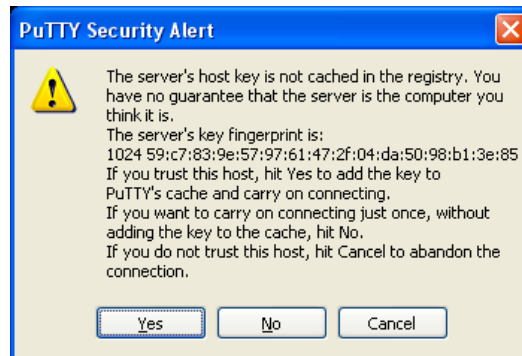 PuTTY Security Alert
The server's host key is not cached in the registry. You
have no guarantee that the server is the computer you
think it is.
The server's key fingerprint is:
1024 59:c7:83:9e:57:97:61:47:2f:04:da:50:98:b1:3e:85
If you trust this host, hit Yes to add the key to
PuTTY's cache and carry on connecting.
If you want to carry on connecting just once, without
adding the key to the cache, hit No.
If you do not trust this host, hit Cancel to abandon the
connection.
Yes No Cancel